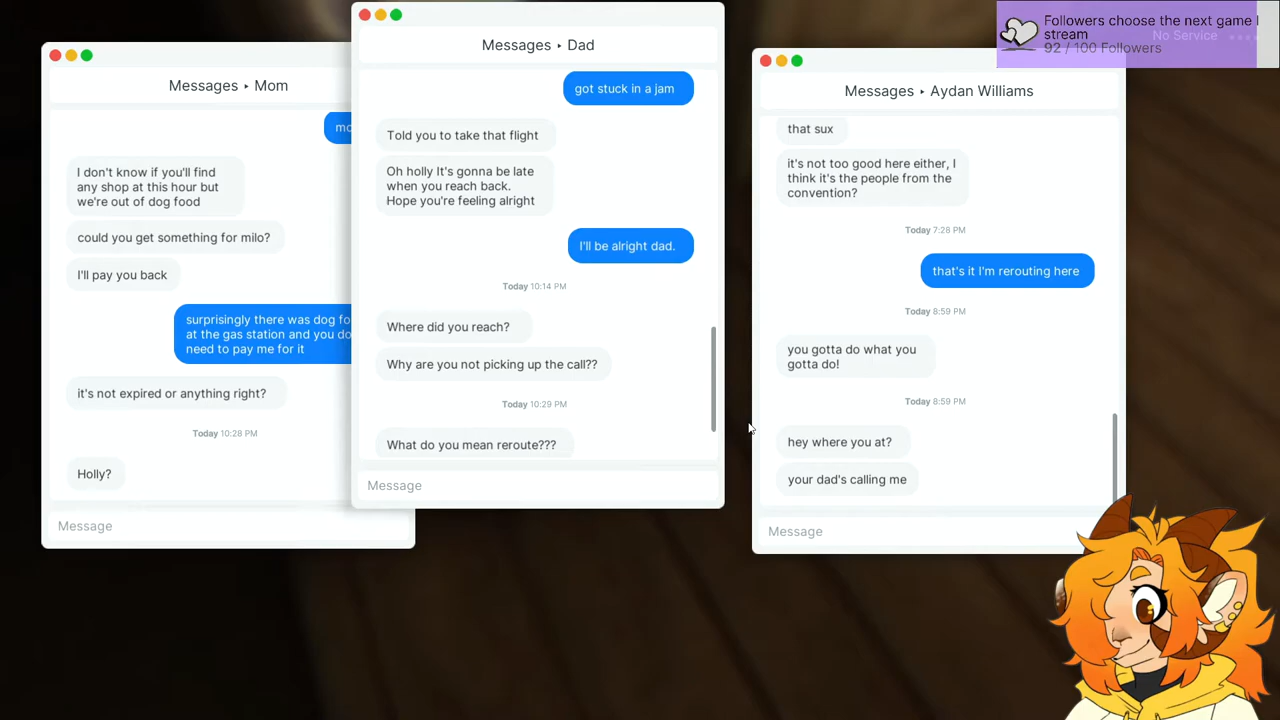 Messages ‣ Mom
mo
I don't know if you'll find
any shop at this hour but
we're out of dog food
could you get something for milo?
I'll pay you back
surprisingly there was dog fo
at the gas station and you do
need to pay me for it
it's not expired or anything right?
Today 10:28 PM
Holly?
Message
Messages ‣ Dad
got stuck in a jam
Told you to take that flight
Oh holly It's gonna be late
when you reach back.
Hope you're feeling alright
I'll be alright dad.
Today 10:14 PM
Where did you reach?
Why are you not picking up the call??
Today 10:29 PM
What do you mean reroute???
Message
Messages ‣ Aydan Williams
that sux
it's not too good here either, I
think it's the people from the
convention?
Today 7:28 PM
that's it I'm rerouting here
Today 8:59 PM
you gotta do what you
gotta do!
Today 8:59 PM
hey where you at?
your dad's calling me
Message
Followers choose the next game I
stream
No Service
92 / 100 Followers